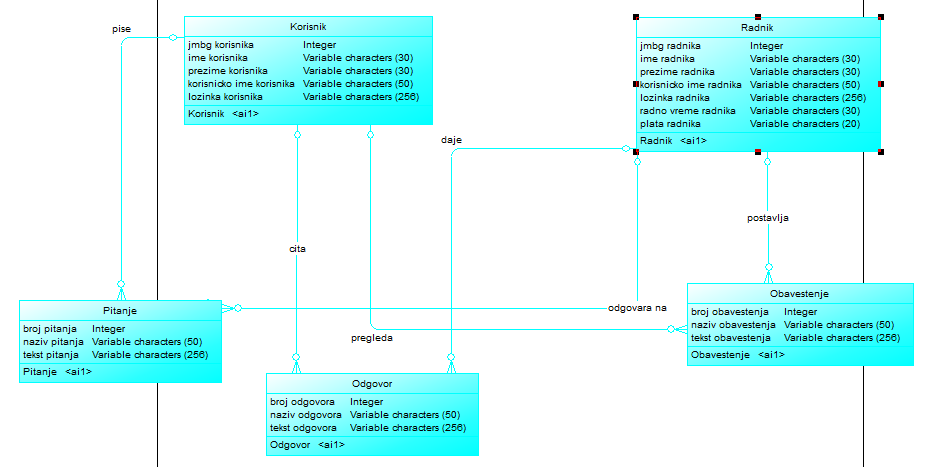 pise
Korisnik
jmbg korisnika Integer
ime korisnika Variable characters (30)
prezime korisnika Variable characters (30)
korisnicko ime korisnika Variable characters (50)
lozinka korisnika Variable characters (256)
Korisnik <ai1>
Radnik
jmbg radnika Integer
ime radnika Variable characters (30)
prezime radnika Variable characters (30)
korisnicko ime radnika Variable characters (50)
lozinka radnika Variable characters (256)
radno vreme radnika Variable characters (30)
plata radnika Variable characters (20)
Radnik <ai1>
daje
postavlja
cita
odgovara na
pregleda
Pitanje
broj pitanja Integer
naziv pitanja Variable characters (50)
tekst pitanja Variable characters (256)
Pitanje <ai1>
Obavestenje
broj obavestenja Integer
naziv obavestenja Variable characters (50)
tekst obavestenja Variable characters (256)
Obavestenje <ai1>
Odgovor
broj odgovora Integer
naziv odgovora Variable characters (50)
tekst odgovora Variable characters (256)
Odgovor <ai1>